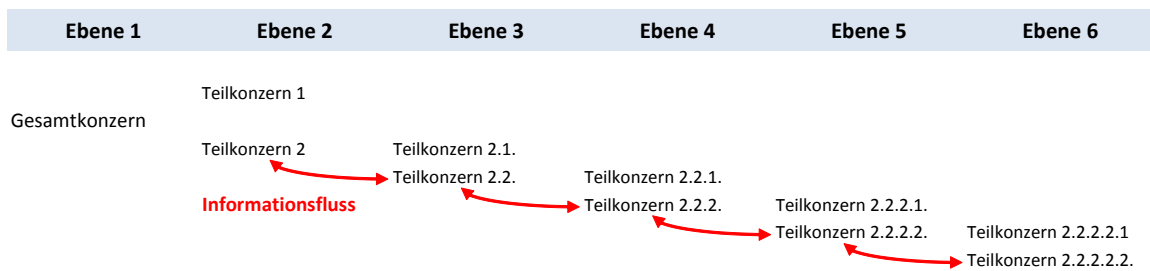 Ebene 1 Ebene 2 Ebene 3 Ebene 4 Ebene 5 Ebene 6
Teilkonzern 1
Gesamtkonzern
Teilkonzern 2 Teilkonzern 2.1.
Teilkonzern 2.2. Teilkonzern 2.2.1.
Informationsfluss Teilkonzern 2.2.2. Teilkonzern 2.2.2.1.
Teilkonzern 2.2.2.2. Teilkonzern 2.2.2.2.1
Teilkonzern 2.2.2.2.2.